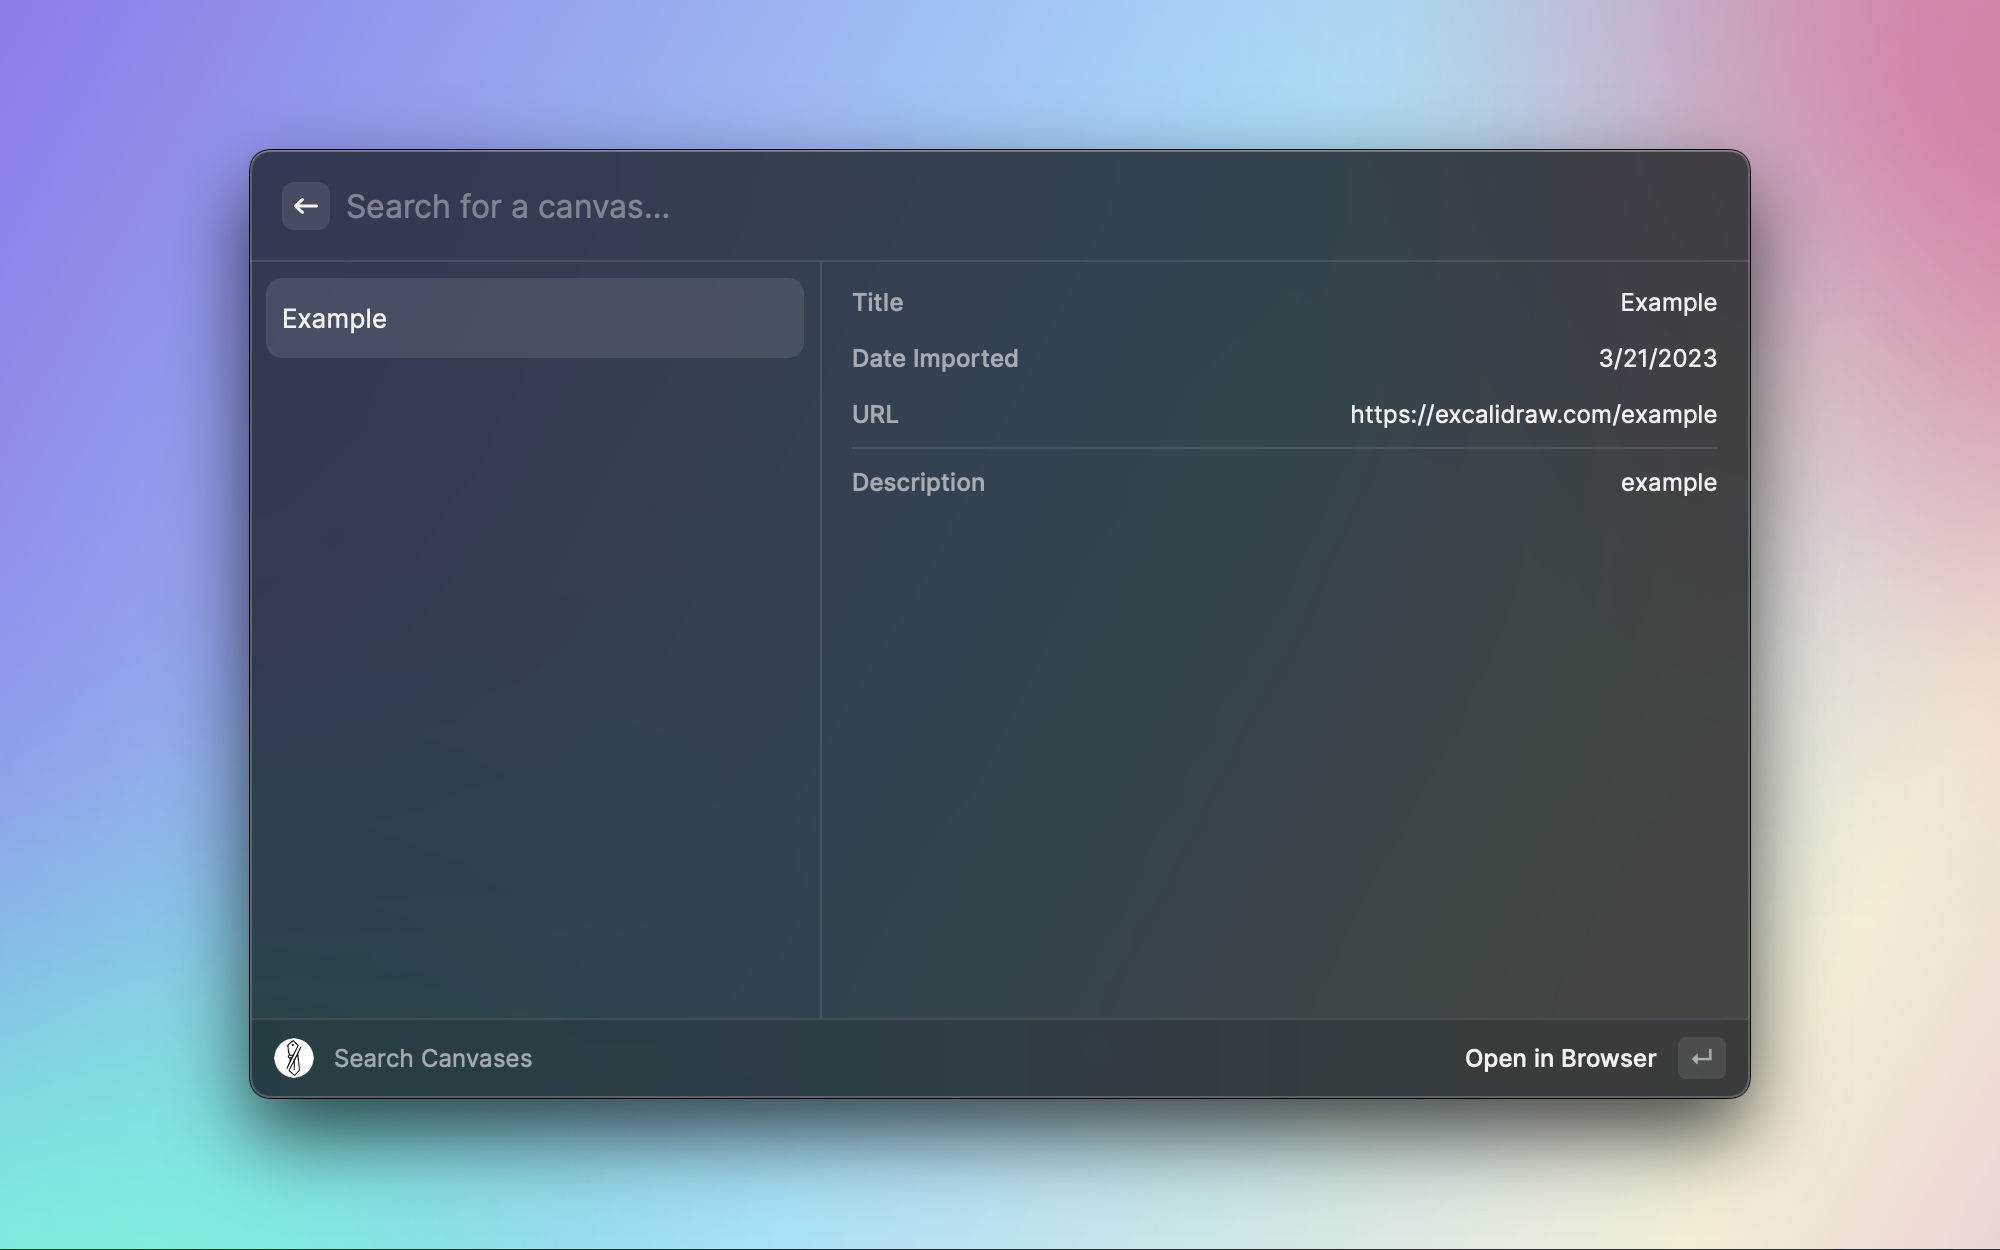 Search for a canvas...
Example
Title Example
Date Imported 3/21/2023
URL https://excalidraw.com/example
Description example
Search Canvases
Open in Browser